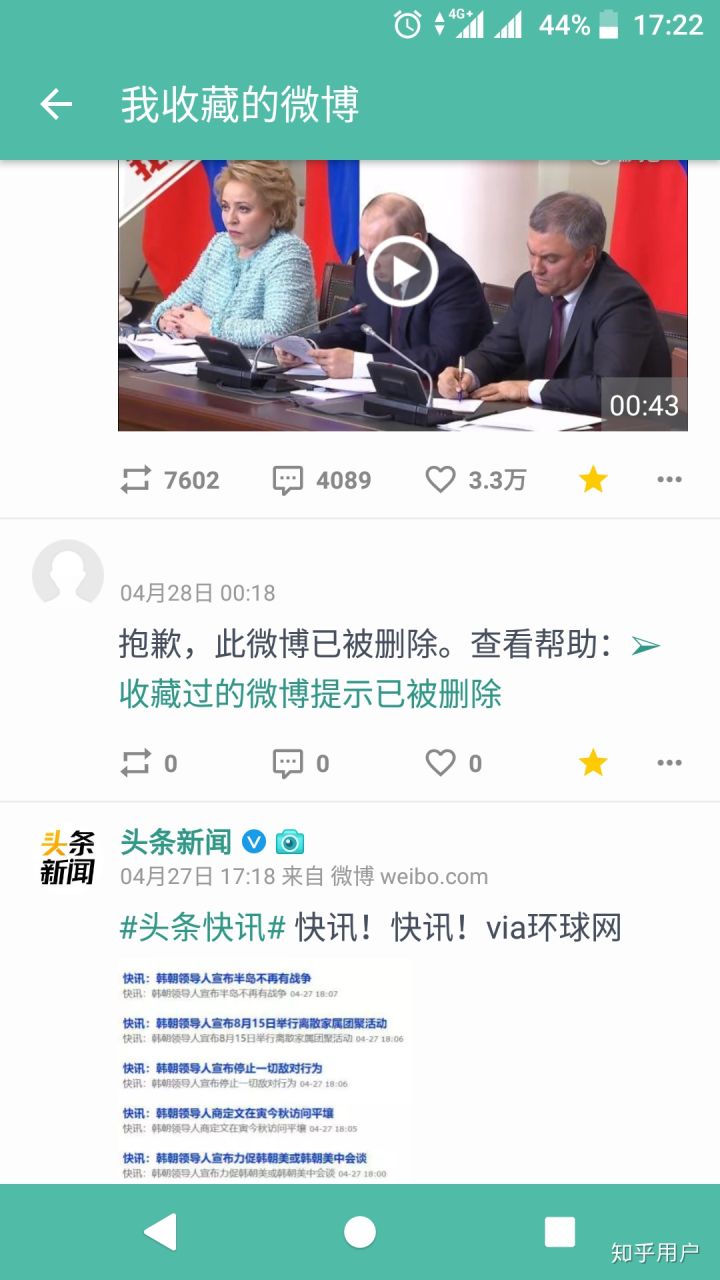 4G+ 44% 17:22
我收藏的微博
00:43
7602 4089 3.3万
04月28日 00:18
抱歉，此微博已被删除。查看帮助：➢
收藏过的微博提示已被删除
0 0 0
头条新闻
头条新闻 V
04月27日 17:18 来自 微博 weibo.com
#头条快讯# 快讯！快讯！via环球网
快讯：韩朝领导人宣布半岛不再有战争
快讯：韩朝领导人宣布半岛不再有战争 04-27 18:07
快讯：韩朝领导人宣布8月15日举行离散家属团聚活动
快讯：韩朝领导人宣布8月15日举行离散家属团聚活动 04-27 18:06
快讯：韩朝领导人宣布停止一切敌对行为
快讯：韩朝领导人宣布停止一切敌对行为 04-27 18:06
快讯：韩朝领导人商定文在寅今秋访问平壤
快讯：韩朝领导人商定文在寅今秋访问平壤 04-27 18:05
快讯：韩朝领导人宣布力促韩朝美或韩朝美中会谈
快讯：韩朝领导人宣布力促韩朝美或韩朝美中会谈 04-27 18:00
知乎用户